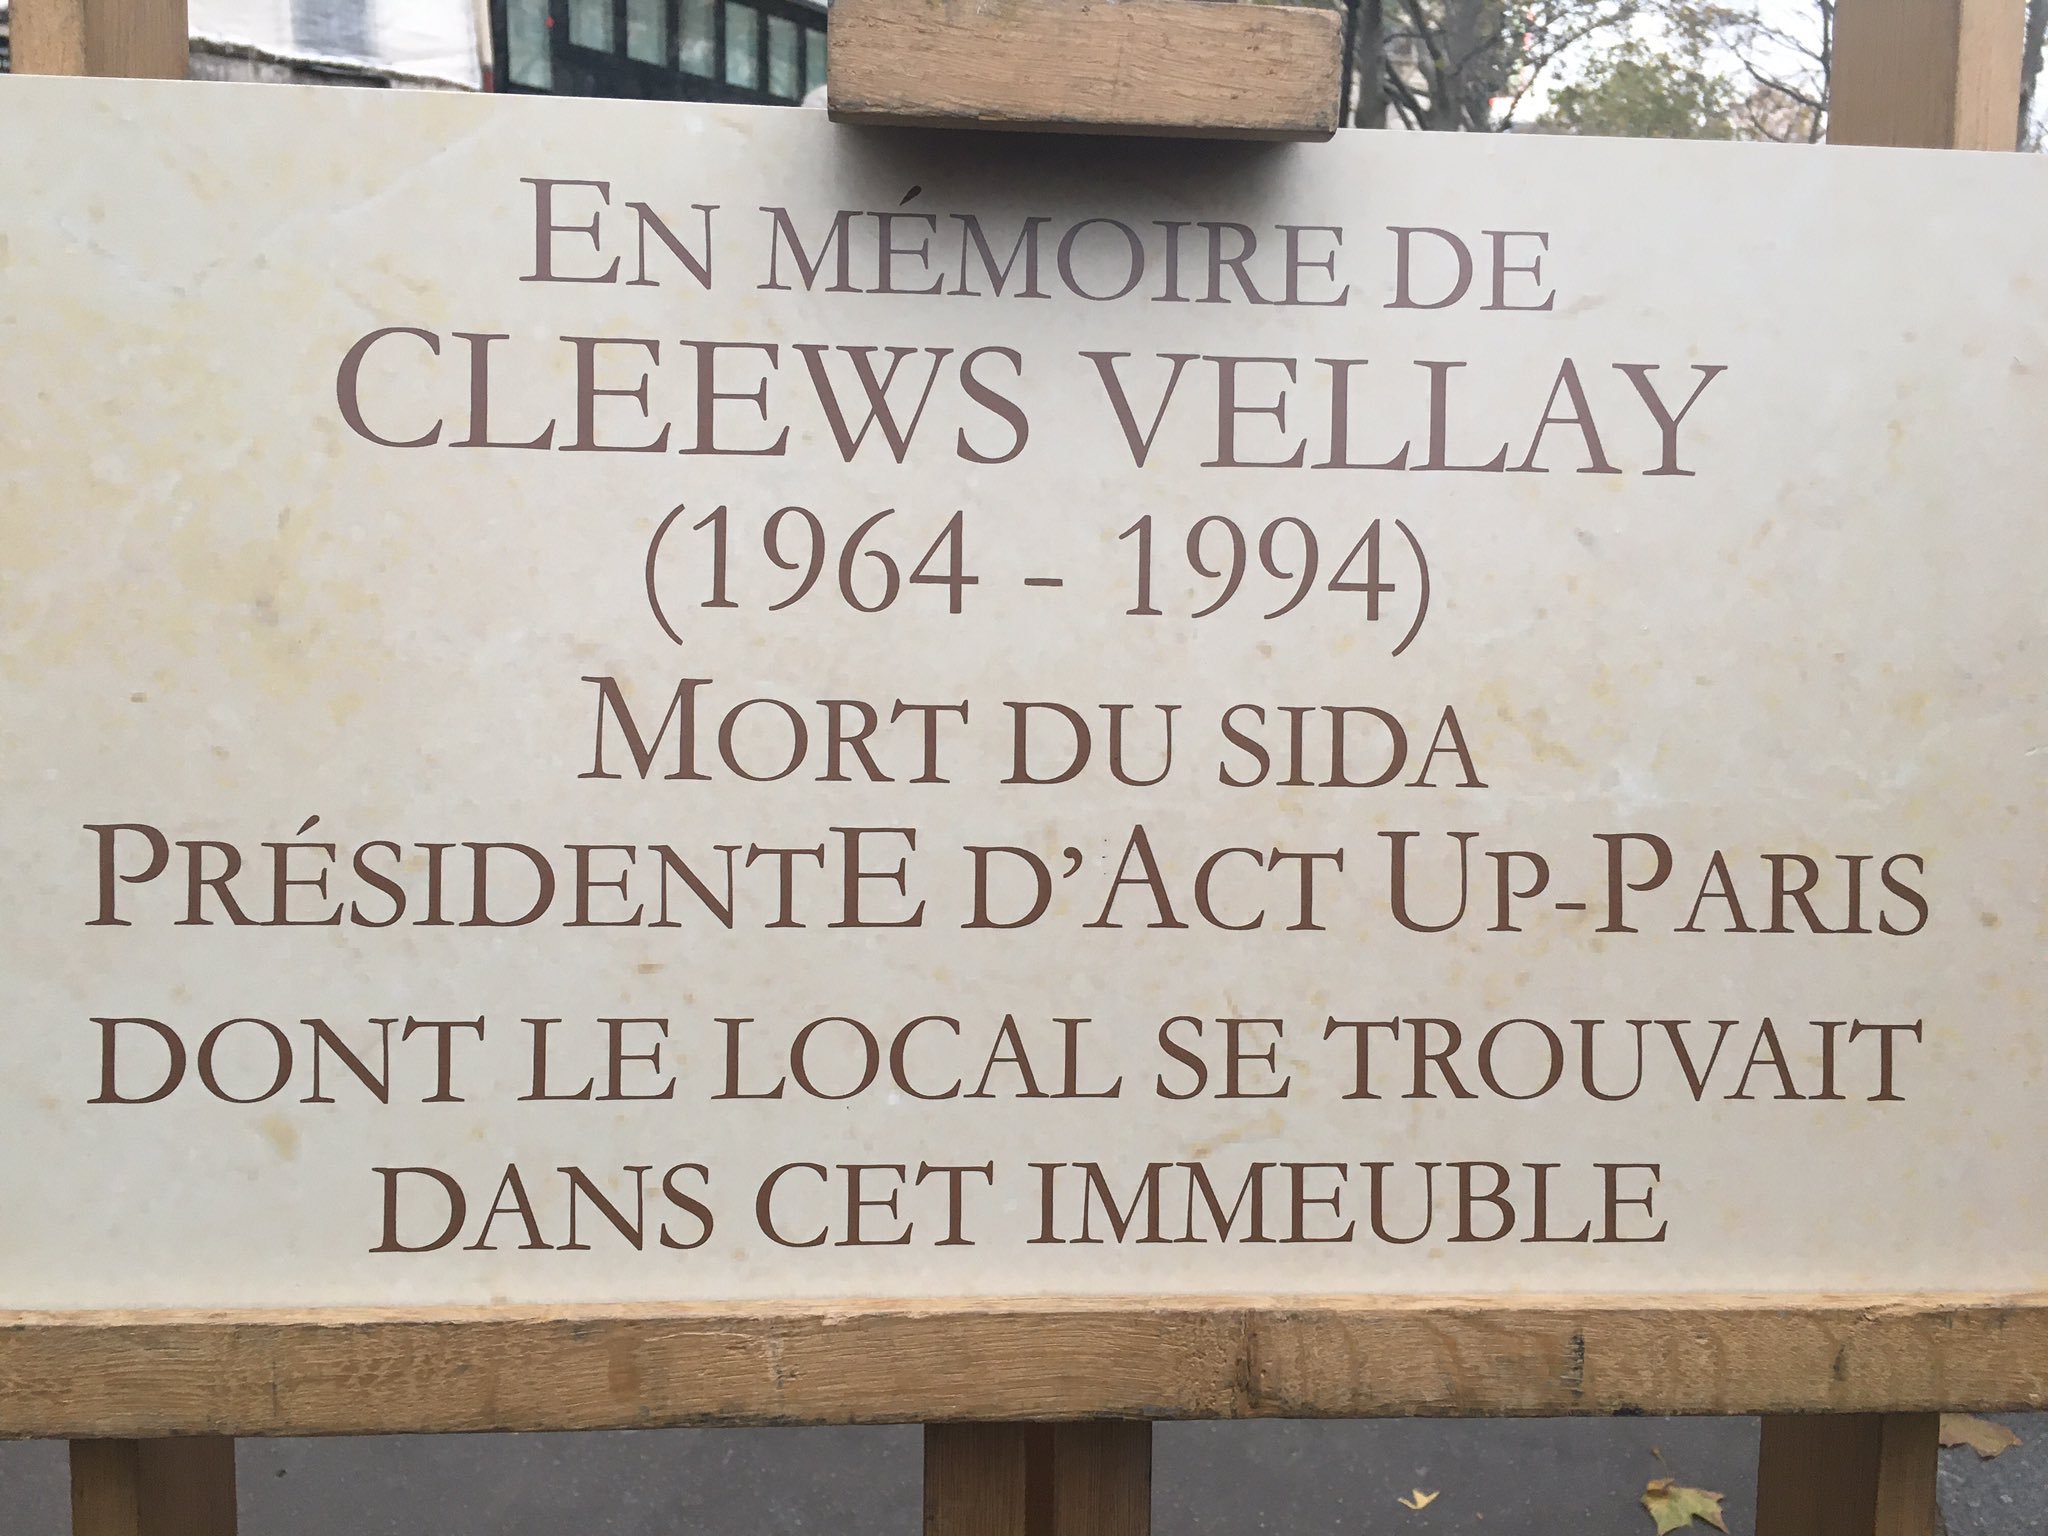 En mémoire de
CLEEWS VELLAY
(1964 - 1994)
Mort du sida
PrésidentE d'Act Up-Paris
dont le local se trouvait
dans cet immeuble